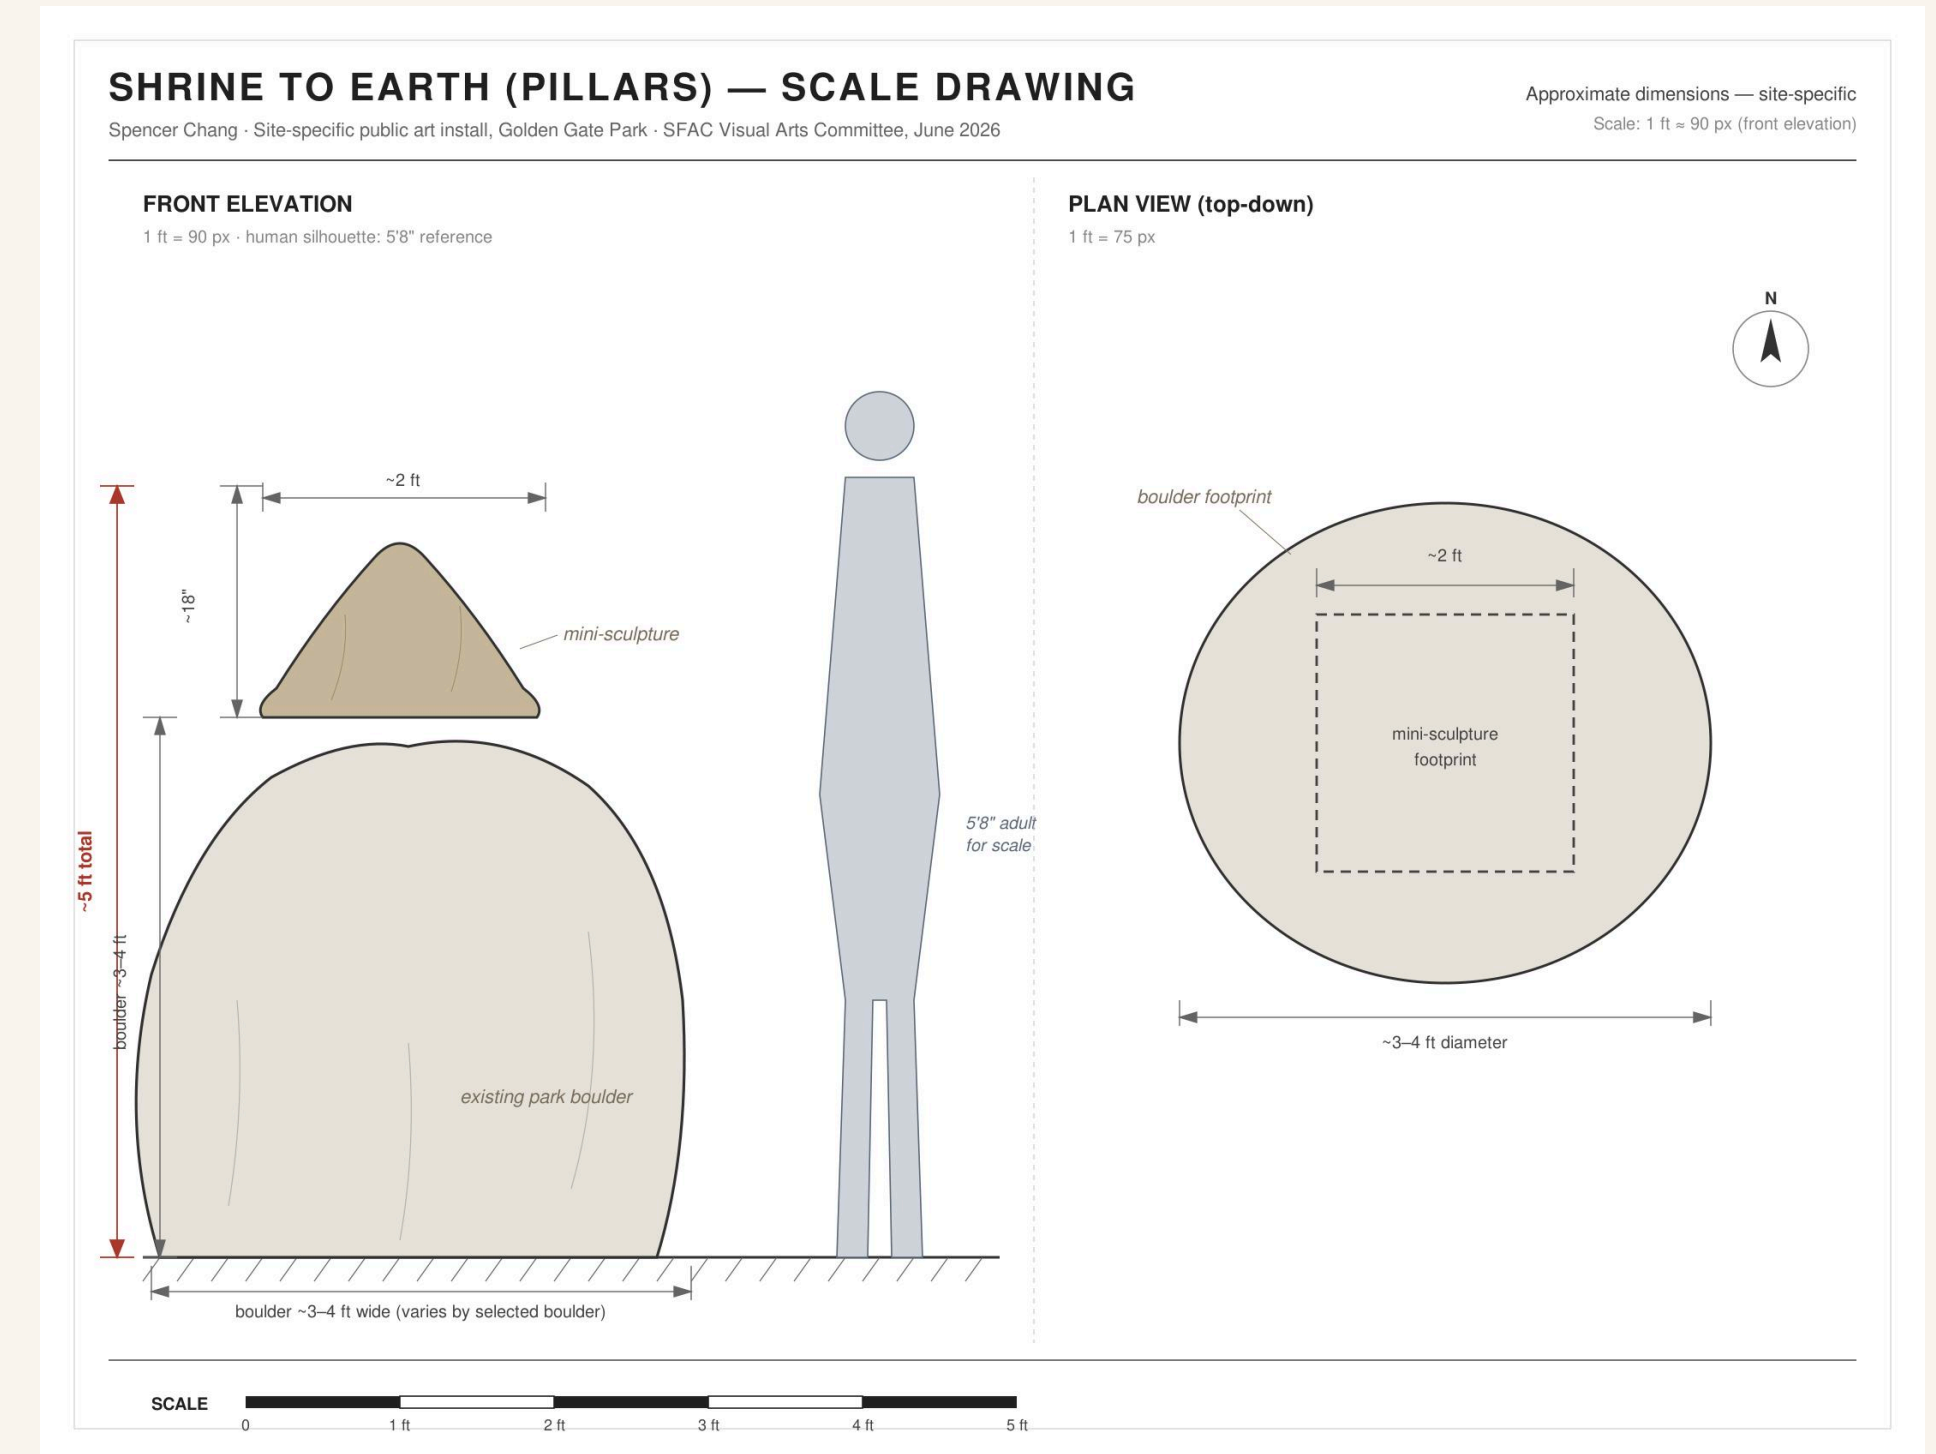 SHRINE TO EARTH (PILLARS) — SCALE DRAWING
Spencer Chang · Site-specific public art install, Golden Gate Park · SFAC Visual Arts Committee, June 2026
Approximate dimensions — site-specific
Scale: 1 ft ≈ 90 px (front elevation)
FRONT ELEVATION
1 ft = 90 px · human silhouette: 5'8" reference
~2 ft
~18"
mini-sculpture
~5 ft total
boulder ~3–4 ft
5'8" adult
for scale
existing park boulder
boulder ~3–4 ft wide (varies by selected boulder)
PLAN VIEW (top-down)
1 ft = 75 px
N
boulder footprint
~2 ft
mini-sculpture
footprint
~3–4 ft diameter
SCALE
0 1 ft 2 ft 3 ft 4 ft 5 ft